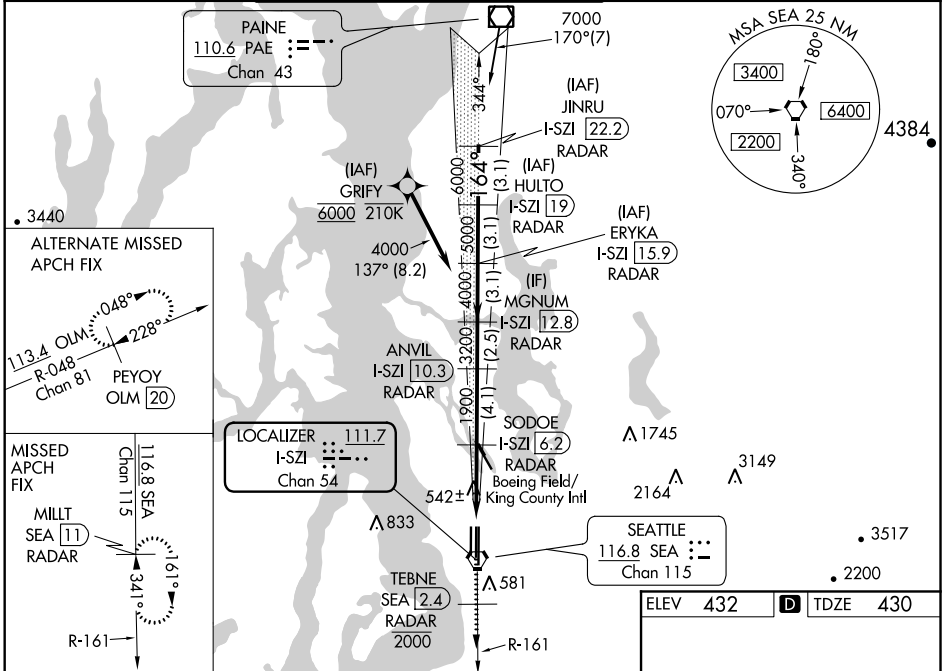 PAINE
110.6 PAE
Chan 43
7000
170°(7)
344°
(IAF)
JINRU
I-SZI 22.2
RADAR
MSA SEA 25 NM
180°
3400
070°
6400
2200
340°
4384
6000
164°
(3.1)
(IAF)
HULTO
I-SZI 19
RADAR
(IAF)
GRIFY
6000 210K
4000
137° (8.2)
5000
(3.1)
(IAF)
ERYKA
I-SZI 15.9
RADAR
4000
(3.1)
(IF)
MGNUM
I-SZI 12.8
RADAR
3440
ALTERNATE MISSED
APCH FIX
048°
228°
113.4 OLM
R-048
Chan 81
PEYOY
OLM 20
3200
(2.5)
ANVIL
I-SZI 10.3
RADAR
1900
(4.1)
SODOE
I-SZI 6.2
RADAR
Boeing Field/
King County Intl
LOCALIZER 111.7
I-SZI
Chan 54
542±
1745
3149
2164
MISSED
APCH
FIX
116.8 SEA
Chan 115
MILLT
SEA 11
RADAR
161°
341°
R-161
833
SEATTLE
116.8 SEA
Chan 115
3517
2200
581
TEBNE
SEA 2.4
RADAR
2000
R-161
ELEV 432 D TDZE 430